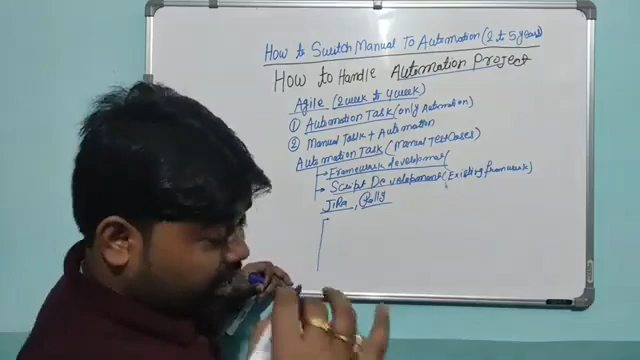 How to Switch Manual To Automation (2 to 5 years)
How to Handle Automation Project
Agile (2 week to 4 week)
① Automation Task (only Automation)
② Manual Task + Automation
Automation Task (Manual Test Cases)
Framework development
Script Development (Existing framework)
Jira, Rally